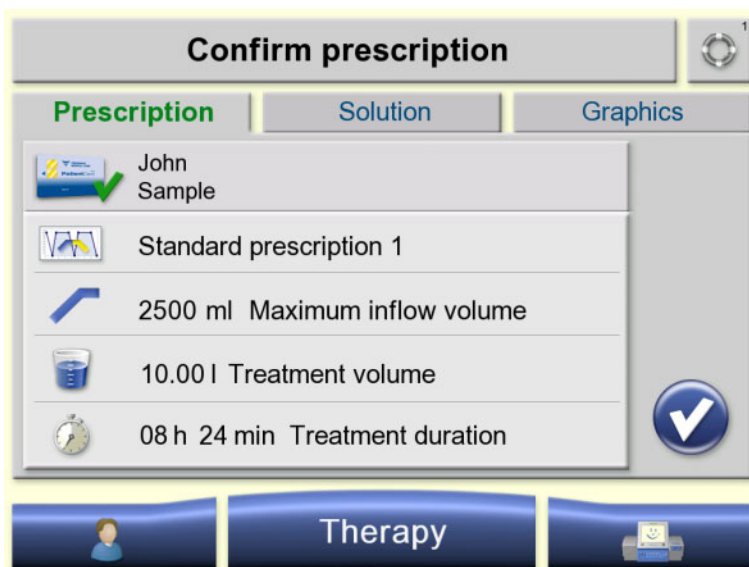 Confirm prescription
1
Prescription
Solution
Graphics
John
Sample
Standard prescription 1
2500 ml Maximum inflow volume
10.00 l Treatment volume
08 h 24 min Treatment duration
Therapy